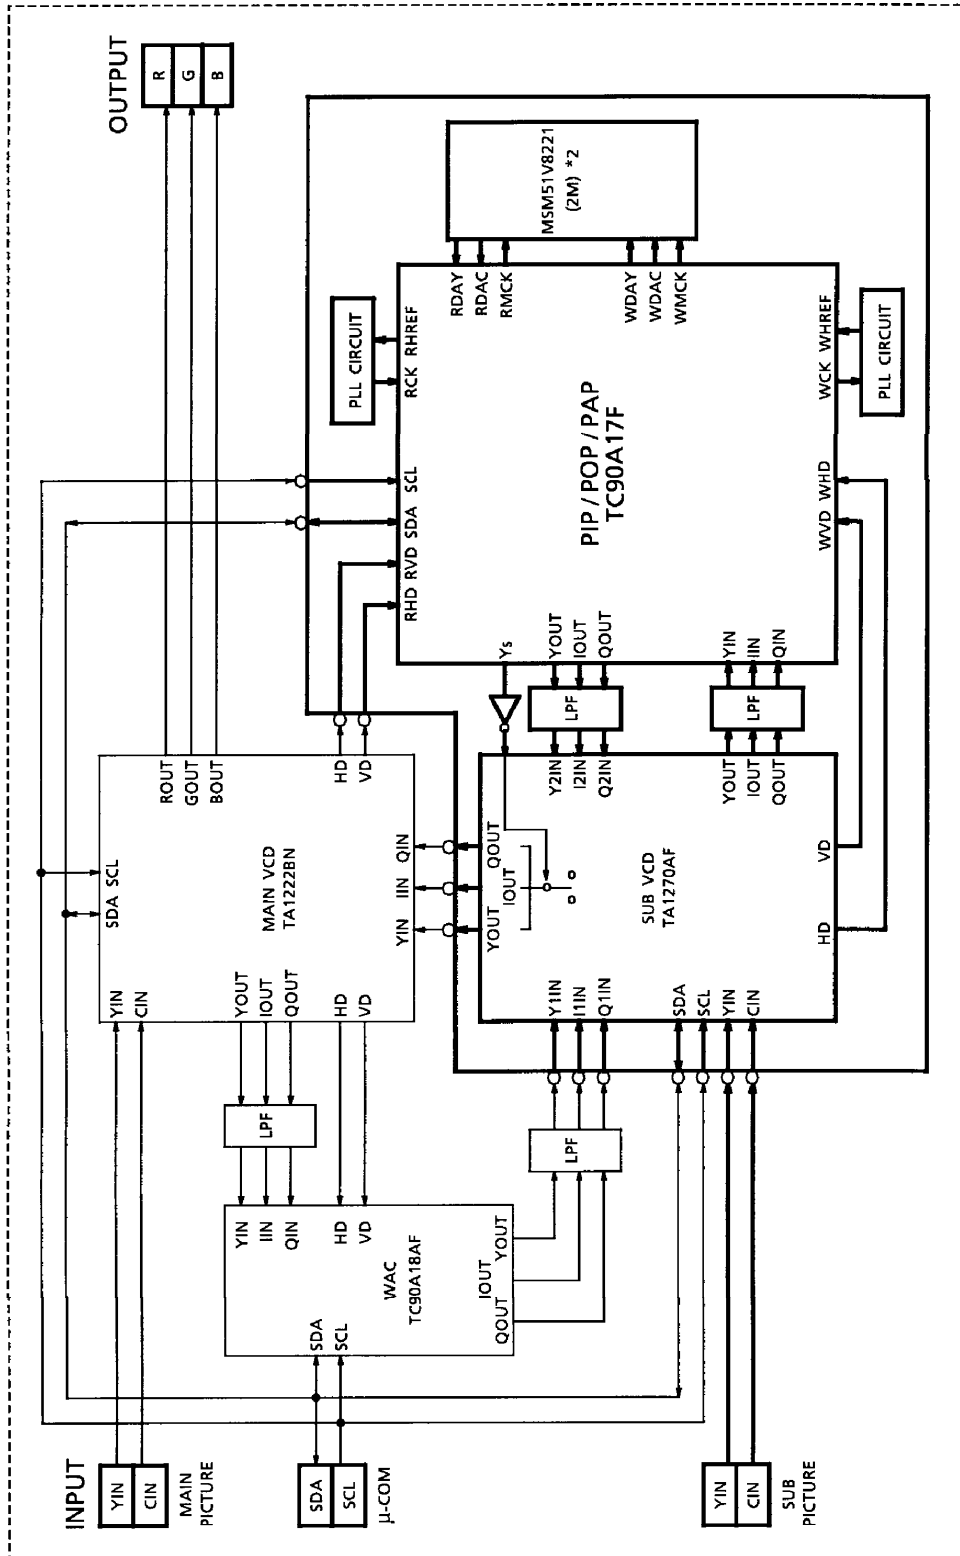 INPUT
YIN
CIN
MAIN
PICTURE
SDA
SCL
μ-COM
YIN
CIN
SUB
PICTURE
SDA
SCL
YIN
IIN
QIN
HD
VD
WAC
TC90A18AF
YOUT
IOUT
QOUT
LPF
LPF
YIN
CIN
SDA SCL
YOUT
IOUT
QOUT
HD
VD
MAIN VCD
TA1222BN
YIN
IIN
QIN
ROUT
GOUT
BOUT
HD
VD
OUTPUT
R
G
B
Y1IN
I1IN
Q1IN
SDA
SCL
YIN
CIN
YOUT
IOUT
QOUT
SUB VCD
TA1270AF
HD
VD
Y2IN
I2IN
Q2IN
YOUT
IOUT
QOUT
LPF
LPF
Ys
YOUT
IOUT
QOUT
YIN
IIN
QIN
RHD RVD SDA SCL
RCK RHREF
PLL CIRCUIT
PIP / POP / PAP
TC90A17F
WVD WHD
WCK WHREF
PLL CIRCUIT
RDAY
RDAC
RMCK
WDAY
WDAC
WMCK
MSM51V8221
(2M) *2